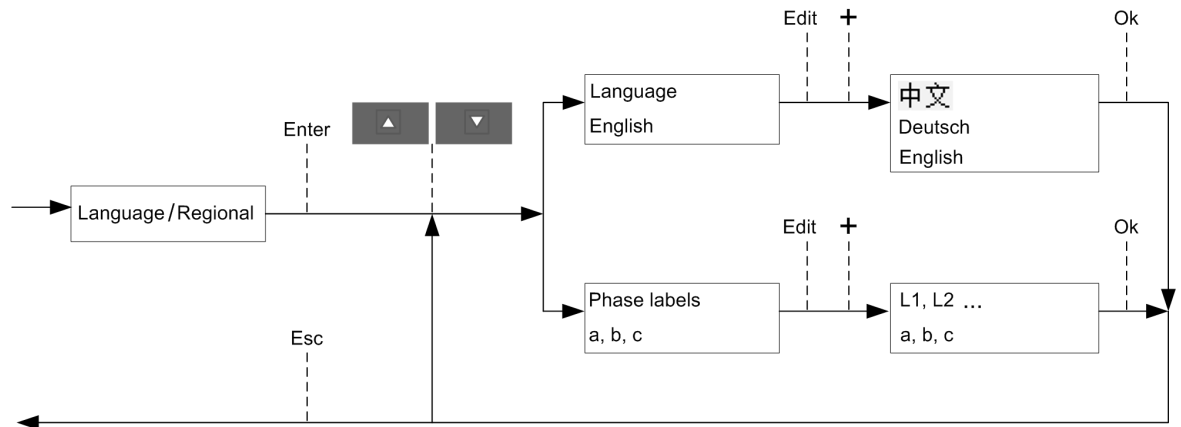 Edit +
Ok
Language
English
中文
Deutsch
English
Enter
Language/Regional
Edit +
Ok
Phase labels
a, b, c
L1, L2 ...
a, b, c
Esc